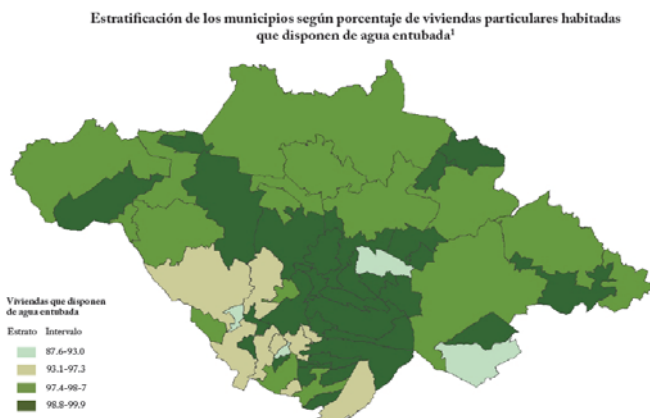 Estratificación de los municipios según porcentaje de viviendas particulares habitadas
que disponen de agua entubada¹
Viviendas que disponen
de agua entubada
Estrato Intervalo
87.6-93.0
93.1-97.3
97.4-98-7
98.8-99.9